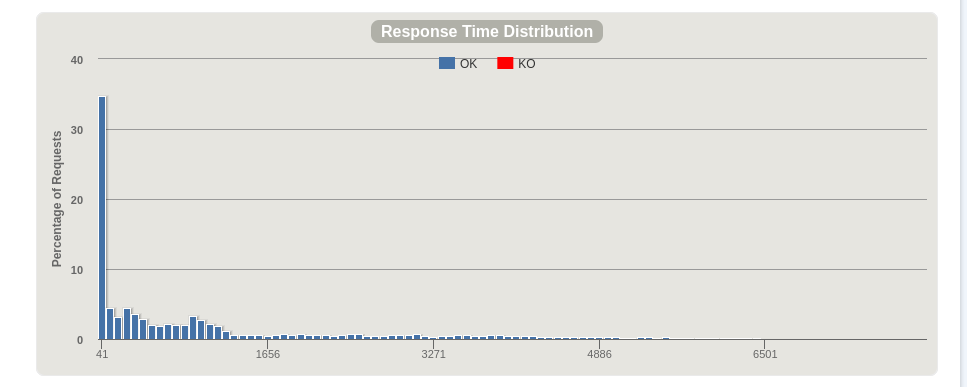 Response Time Distribution
OK KO
Percentage of Requests
40
30
20
10
0
41 1656 3271 4886 6501